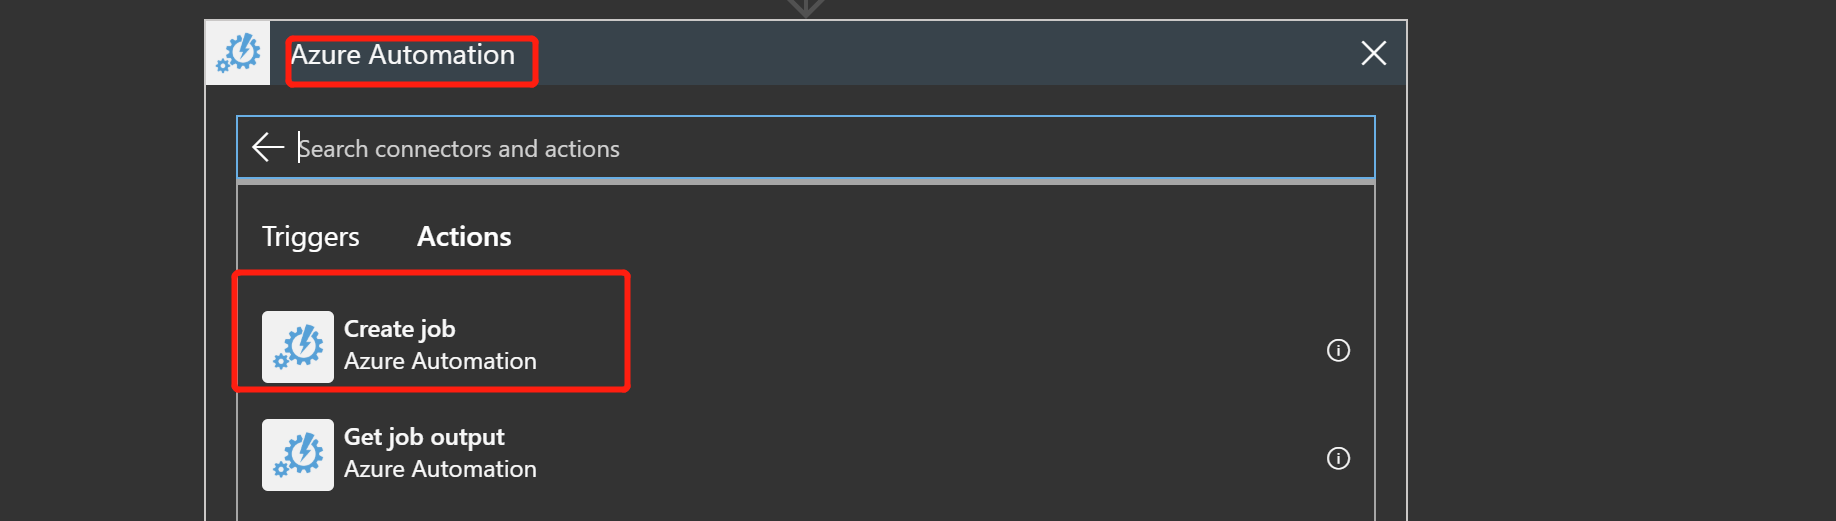 Azure Automation
Search connectors and actions
Triggers Actions
Create job
Azure Automation
Get job output
Azure Automation